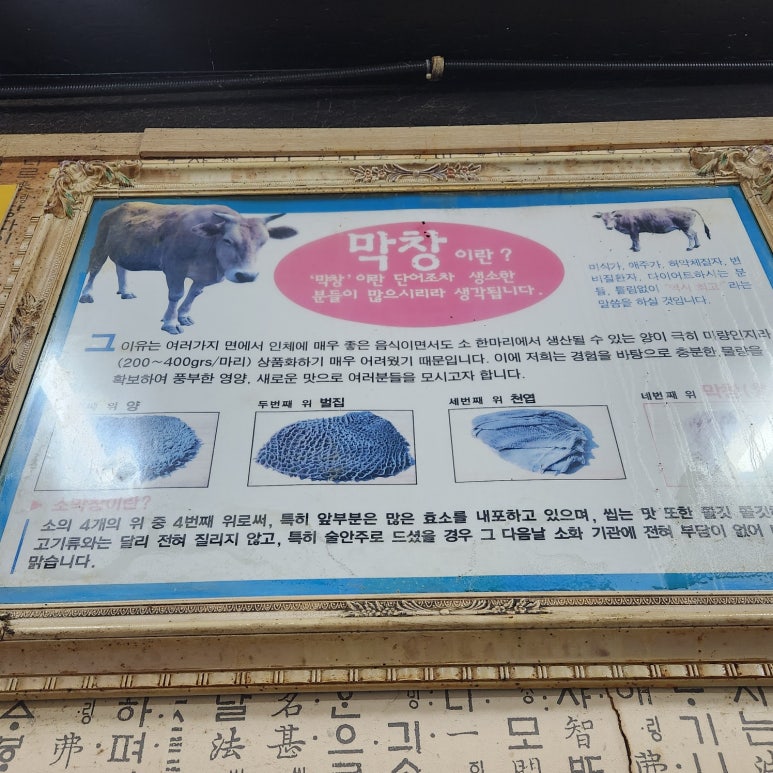 막창 이란?
'막창' 이란 단어조차 생소한
분들이 많으시리라 생각됩니다.
미식가, 애주가, 허약체질자, 변
비질환자, 다이어트하시는 분
들, 틀림없이 "역시 최고" 라는
말씀을 하실 것입니다.
그 이유는 여러가지 면에서 인체에 매우 좋은 음식이면서도 소 한마리에서 생산될 수 있는 양이 극히 미량인지라
(200~400grs/마리) 상품화하기 매우 어려웠기 때문입니다. 이에 저희는 경험을 바탕으로 충분한 물량을
확보하여 풍부한 영양, 새로운 맛으로 여러분들을 모시고자 합니다.
위 양
두번째 위 벌집
세번째 위 천엽
네번째 위 막창
▶ 소막창이란?
소의 4개의 위 중 4번째 위로써, 특히 앞부분은 많은 효소를 내포하고 있으며, 씹는 맛 또한 쫄깃
고기류와는 달리 전혀 질리지 않고, 특히 술안주로 드셨을 경우 그 다음날 소화 기관에 전혀 부담이 없어
맑습니다.